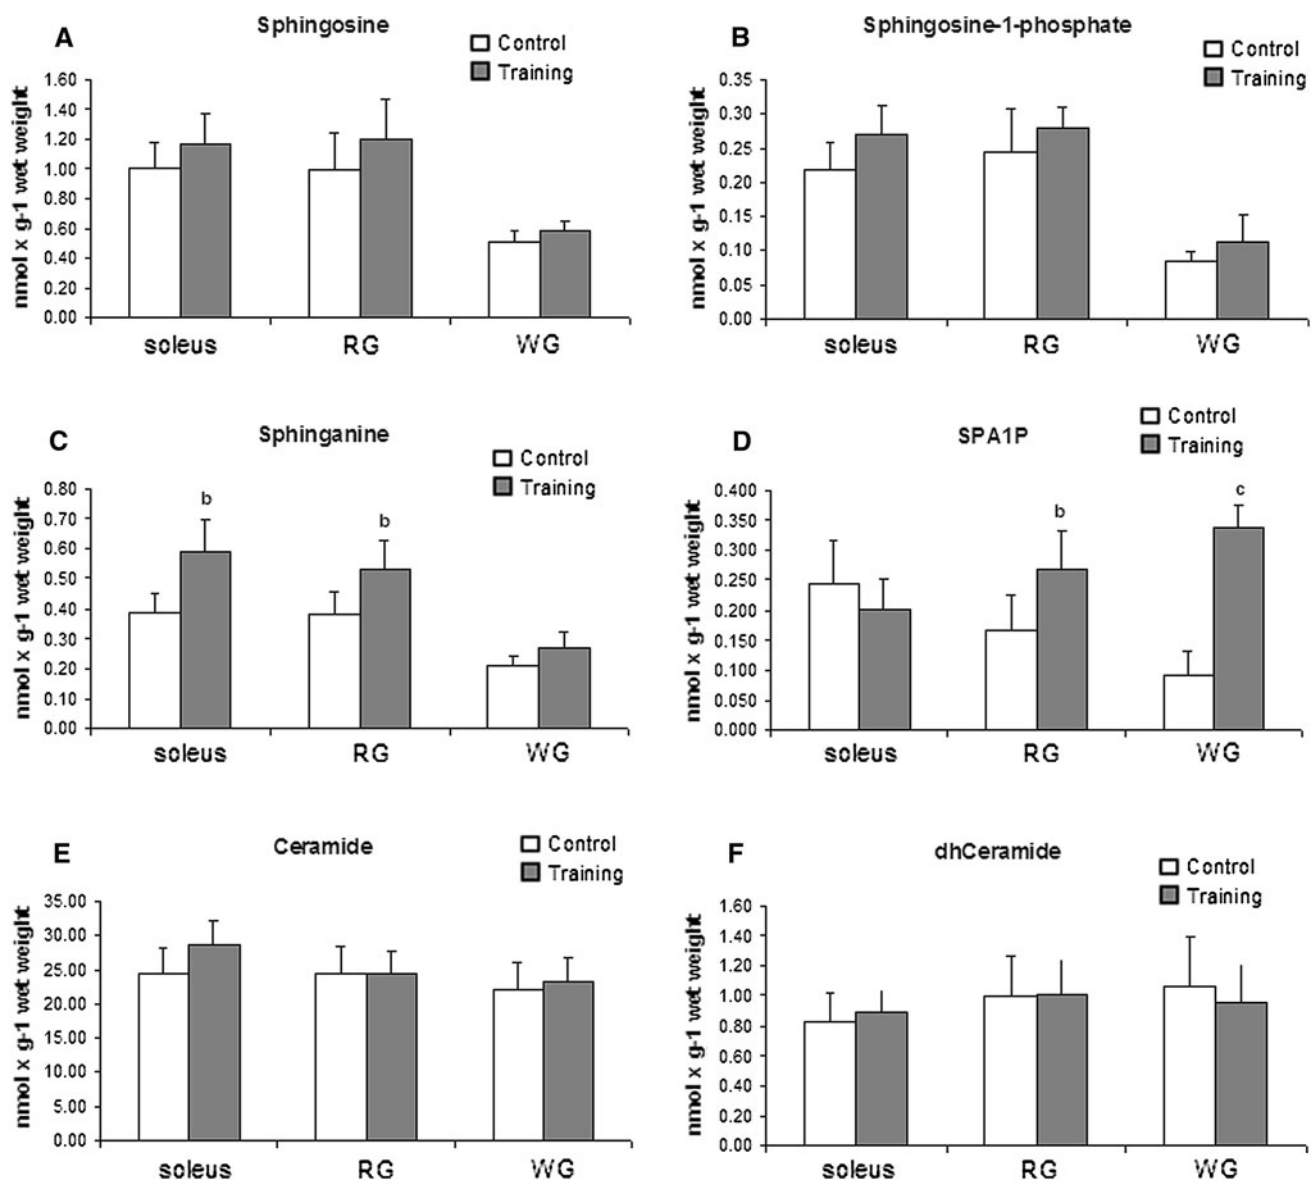 A
Sphingosine
Control
Training
nmol x g-1 wet weight
1.60
1.40
1.20
1.00
0.80
0.60
0.40
0.20
0.00
soleus RG WG
B
Sphingosine-1-phosphate
Control
Training
nmol x g-1 wet weight
0.35
0.30
0.25
0.20
0.15
0.10
0.05
0.00
soleus RG WG
C
Sphinganine
Control
Training
nmol x g-1 wet weight
0.80
0.70
0.60
0.50
0.40
0.30
0.20
0.10
0.00
b
b
soleus RG WG
D
SPA1P
Control
Training
nmol x g-1 wet weight
0.400
0.350
0.300
0.250
0.200
0.150
0.100
0.050
0.000
b
c
soleus RG WG
E
Ceramide
Control
Training
nmol x g-1 wet weight
35.00
30.00
25.00
20.00
15.00
10.00
5.00
0.00
soleus RG WG
F
dhCeramide
Control
Training
nmol x g-1 wet weight
1.60
1.40
1.20
1.00
0.80
0.60
0.40
0.20
0.00
soleus RG WG